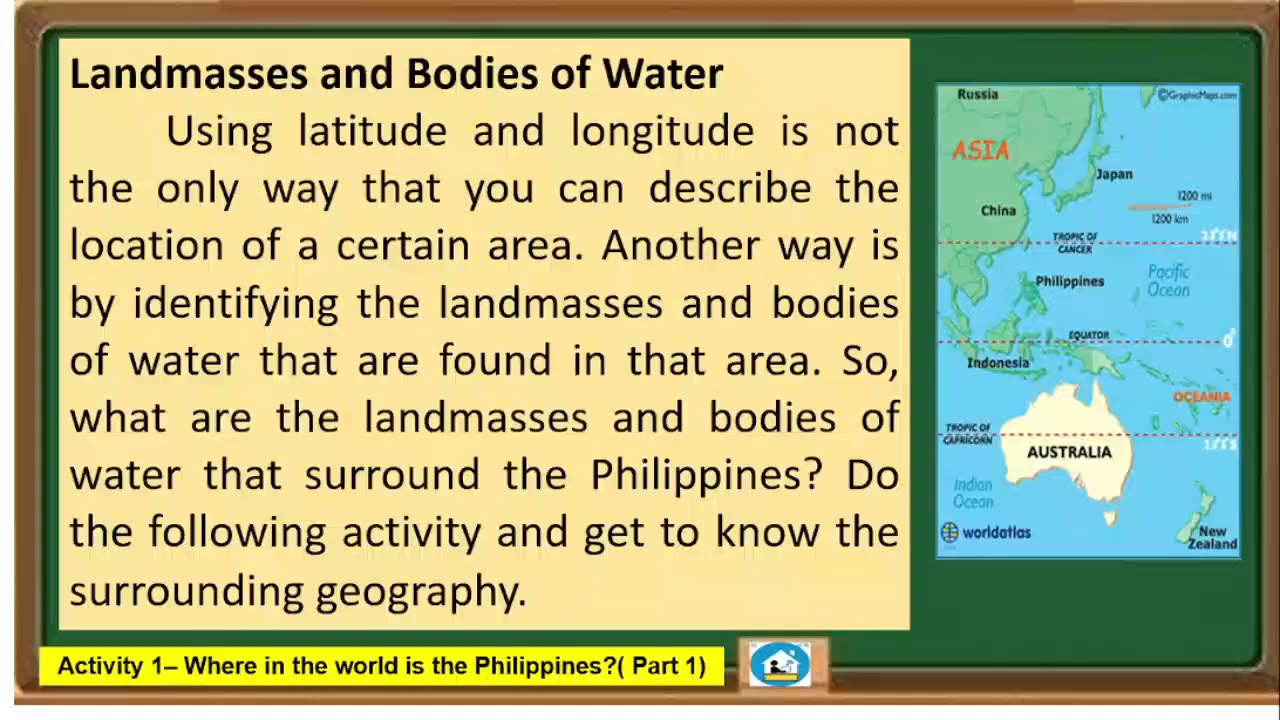 Landmasses and Bodies of Water
Using latitude and longitude is not
the only way that you can describe the
location of a certain area. Another way is
by identifying the landmasses and bodies
of water that are found in that area. So,
what are the landmasses and bodies of
water that surround the Philippines? Do
the following activity and get to know the
surrounding geography.
Activity 1– Where in the world is the Philippines?( Part 1)
Russia
©GraphicMaps.com
ASIA
Japan
1200 mi
China
1200 km
TROPIC OF
CANCER
Pacific
Ocean
Philippines
EQUATOR
0°
Indonesia
OCEANIA
TROPIC OF
CAPRICORN
AUSTRALIA
Indian
Ocean
worldatlas
New
Zealand